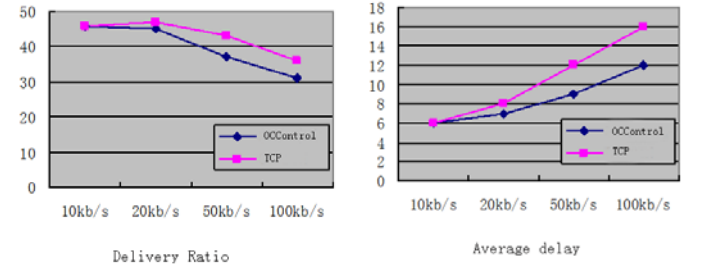 50
40
30
20
10
0
OCControl
TCP
10kb/s 20kb/s 50kb/s 100kb/s
Delivery Ratio
18
16
14
12
10
8
6
4
2
0
OCControl
TCP
10kb/s 20kb/s 50kb/s 100kb/s
Average delay